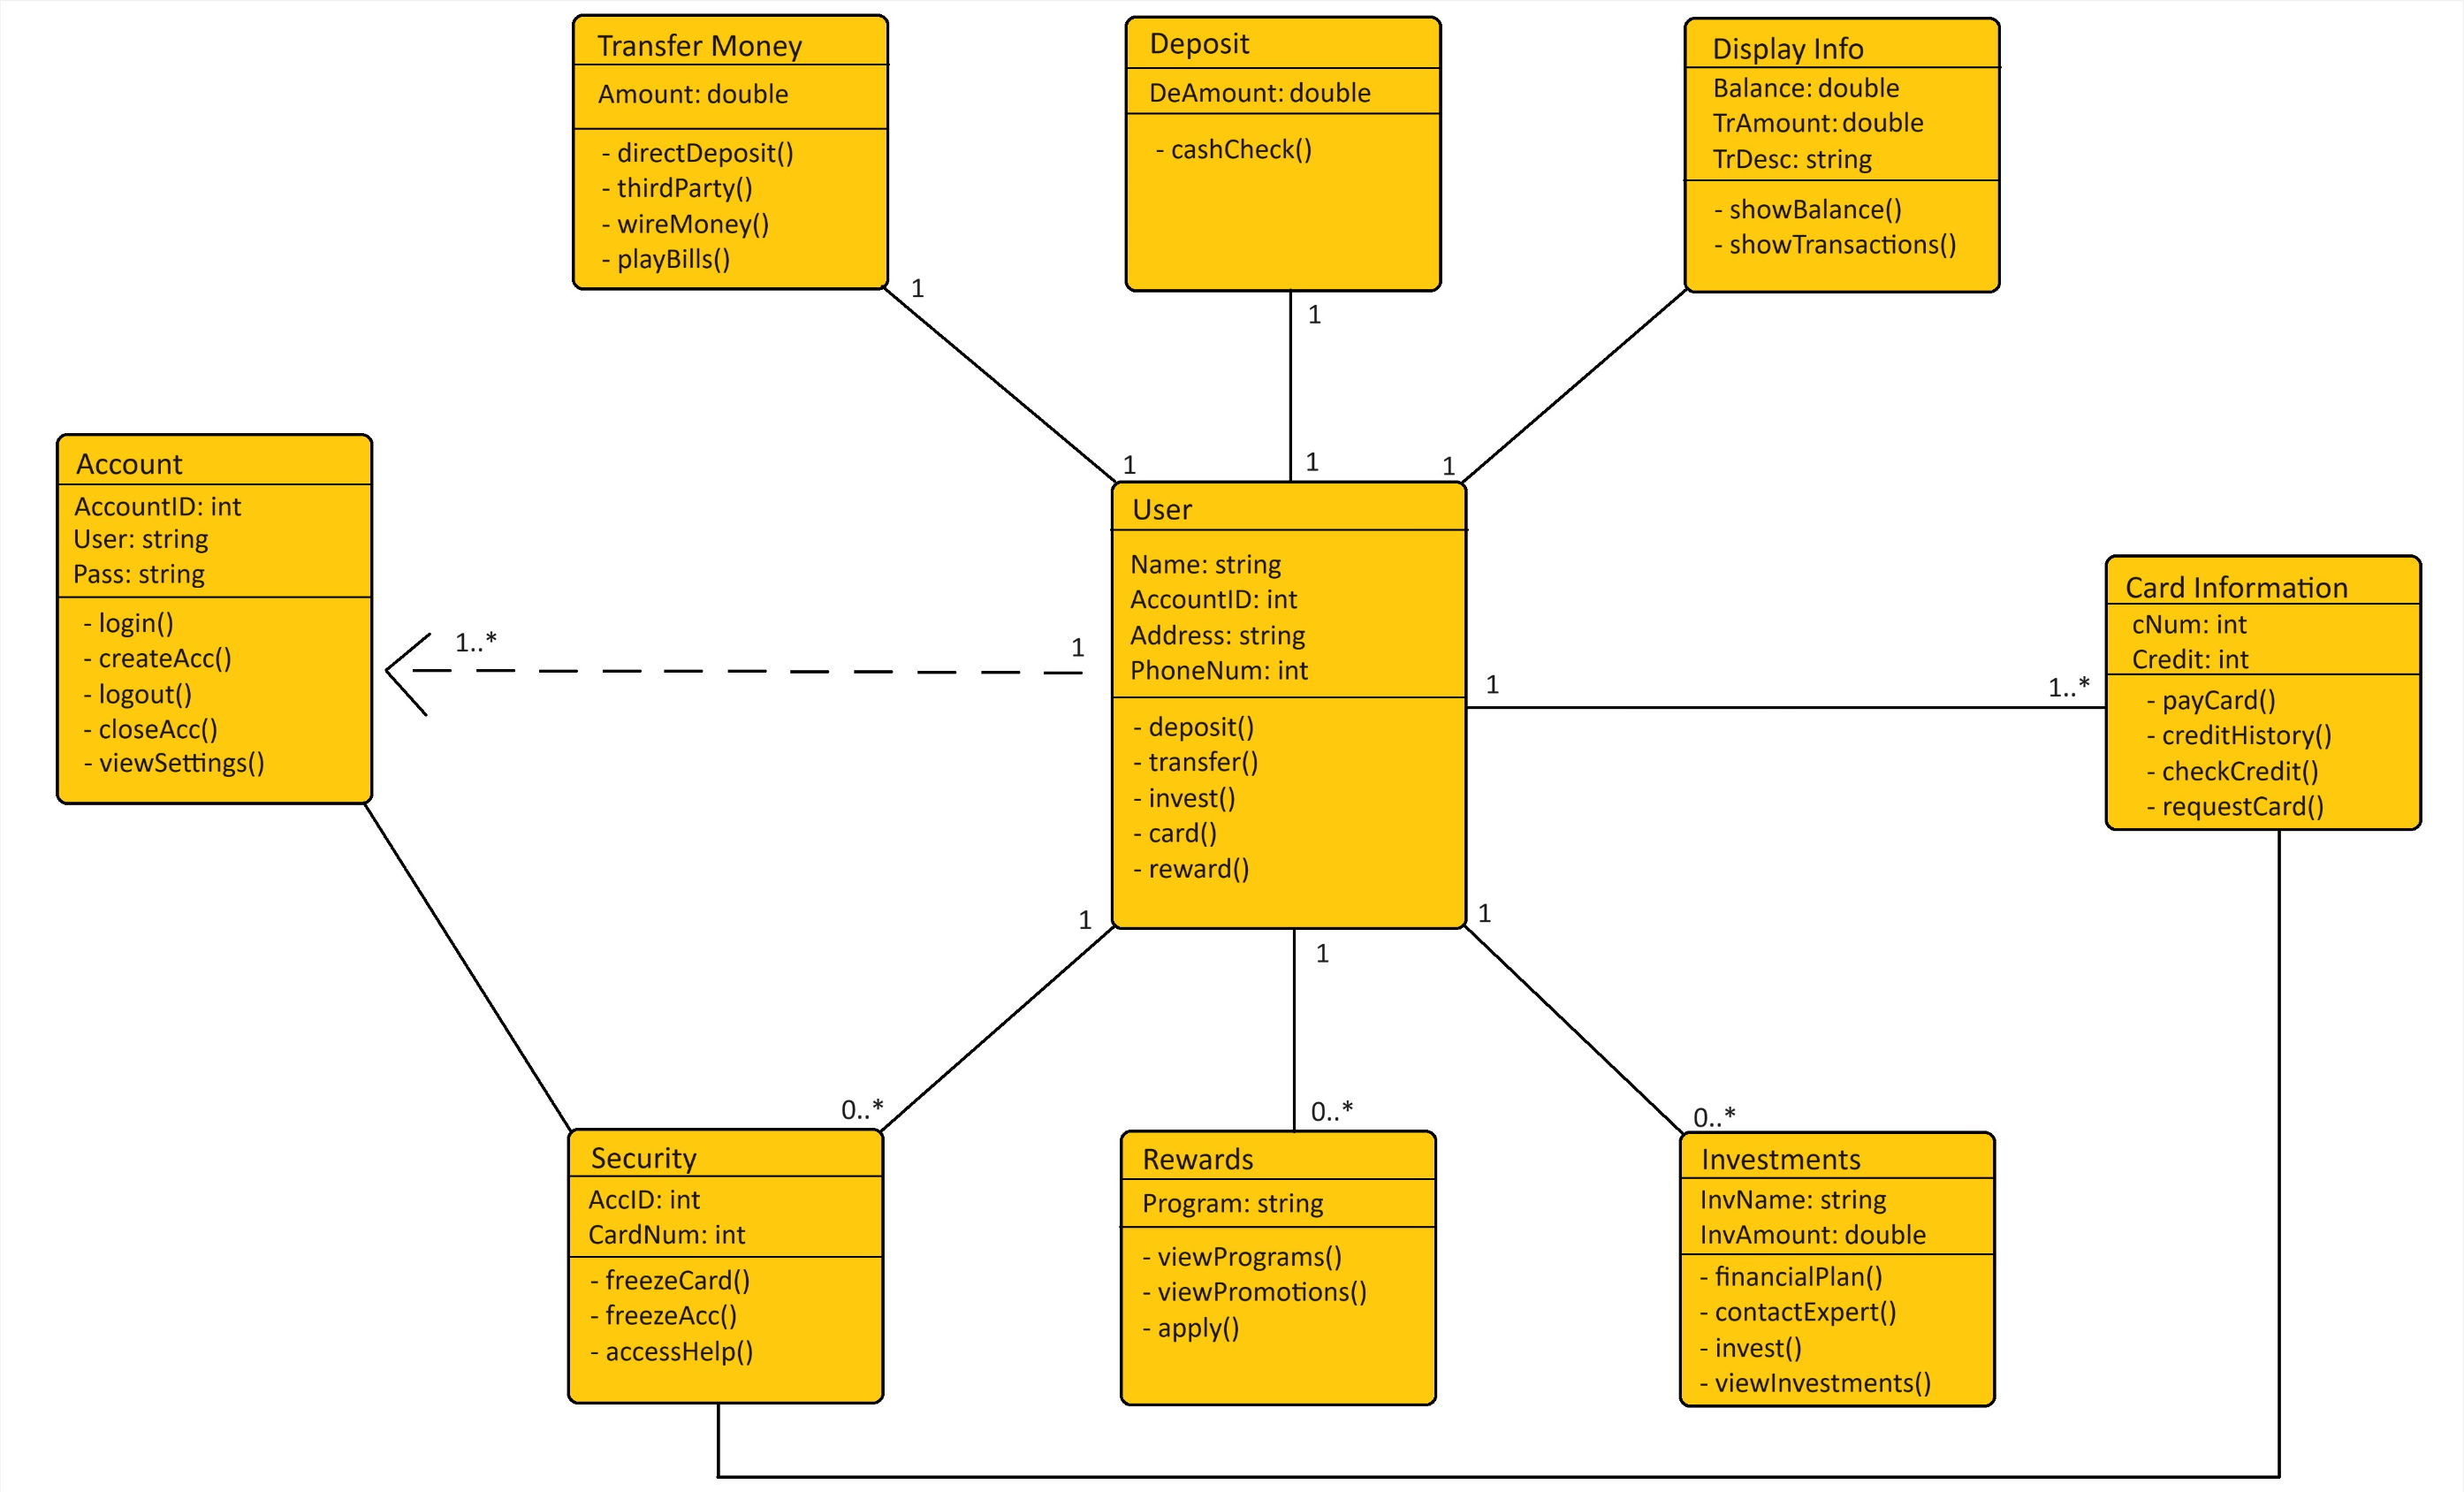 Transfer Money
Amount: double
- directDeposit()
- thirdParty()
- wireMoney()
- playBills()
1
Deposit
DeAmount: double
- cashCheck()
1
Display Info
Balance: double
TrAmount: double
TrDesc: string
- showBalance()
- showTransactions()
Account
AccountID: int
User: string
Pass: string
- login()
- createAcc()
- logout()
- closeAcc()
- viewSettings()
1..*
1
1
1
1
User
Name: string
AccountID: int
Address: string
PhoneNum: int
- deposit()
- transfer()
- invest()
- card()
- reward()
1
1..*
Card Information
cNum: int
Credit: int
- payCard()
- creditHistory()
- checkCredit()
- requestCard()
1
1
1
0..*
0..*
0..*
Security
AccID: int
CardNum: int
- freezeCard()
- freezeAcc()
- accessHelp()
Rewards
Program: string
- viewPrograms()
- viewPromotions()
- apply()
Investments
InvName: string
InvAmount: double
- financialPlan()
- contactExpert()
- invest()
- viewInvestments()